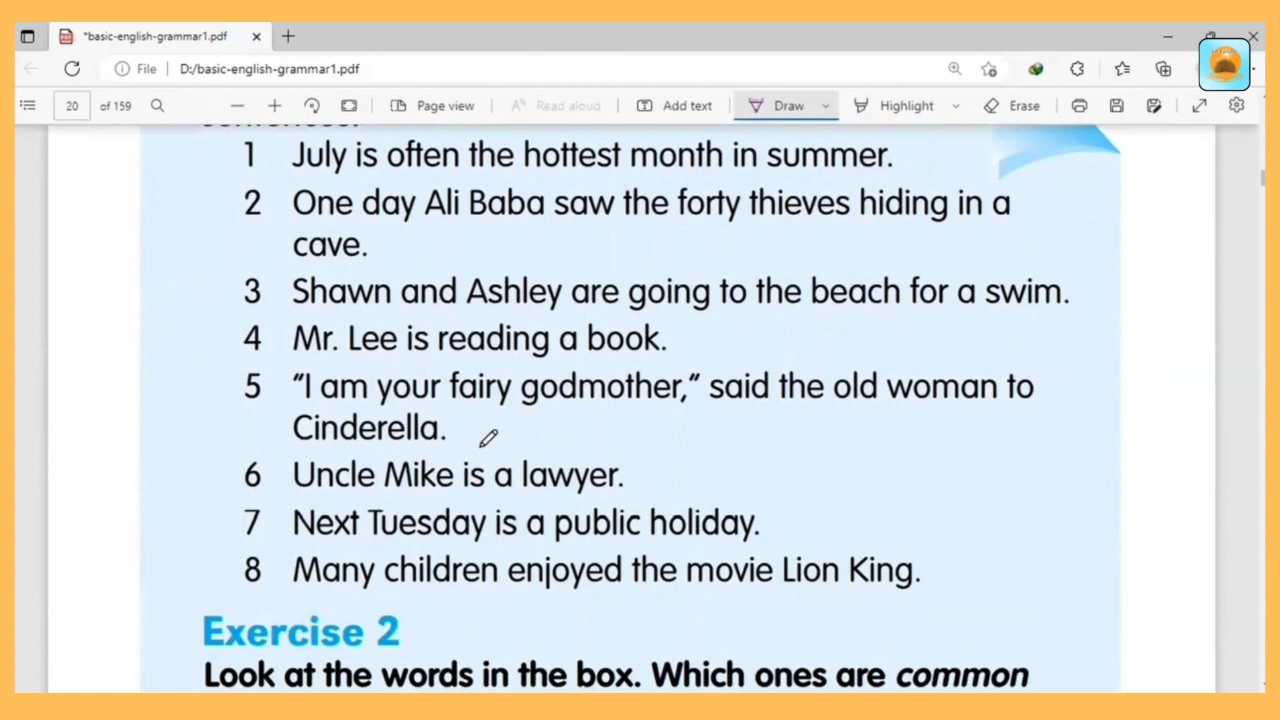 *basic-english-grammar1.pdf
File D:/basic-english-grammar1.pdf
20 of 159 Page view Read aloud Add text Draw Highlight Erase
sentences.
1 July is often the hottest month in summer.
2 One day Ali Baba saw the forty thieves hiding in a
cave.
3 Shawn and Ashley are going to the beach for a swim.
4 Mr. Lee is reading a book.
5 “I am your fairy godmother,” said the old woman to
Cinderella.
6 Uncle Mike is a lawyer.
7 Next Tuesday is a public holiday.
8 Many children enjoyed the movie Lion King.
Exercise 2
Look at the words in the box. Which ones are common